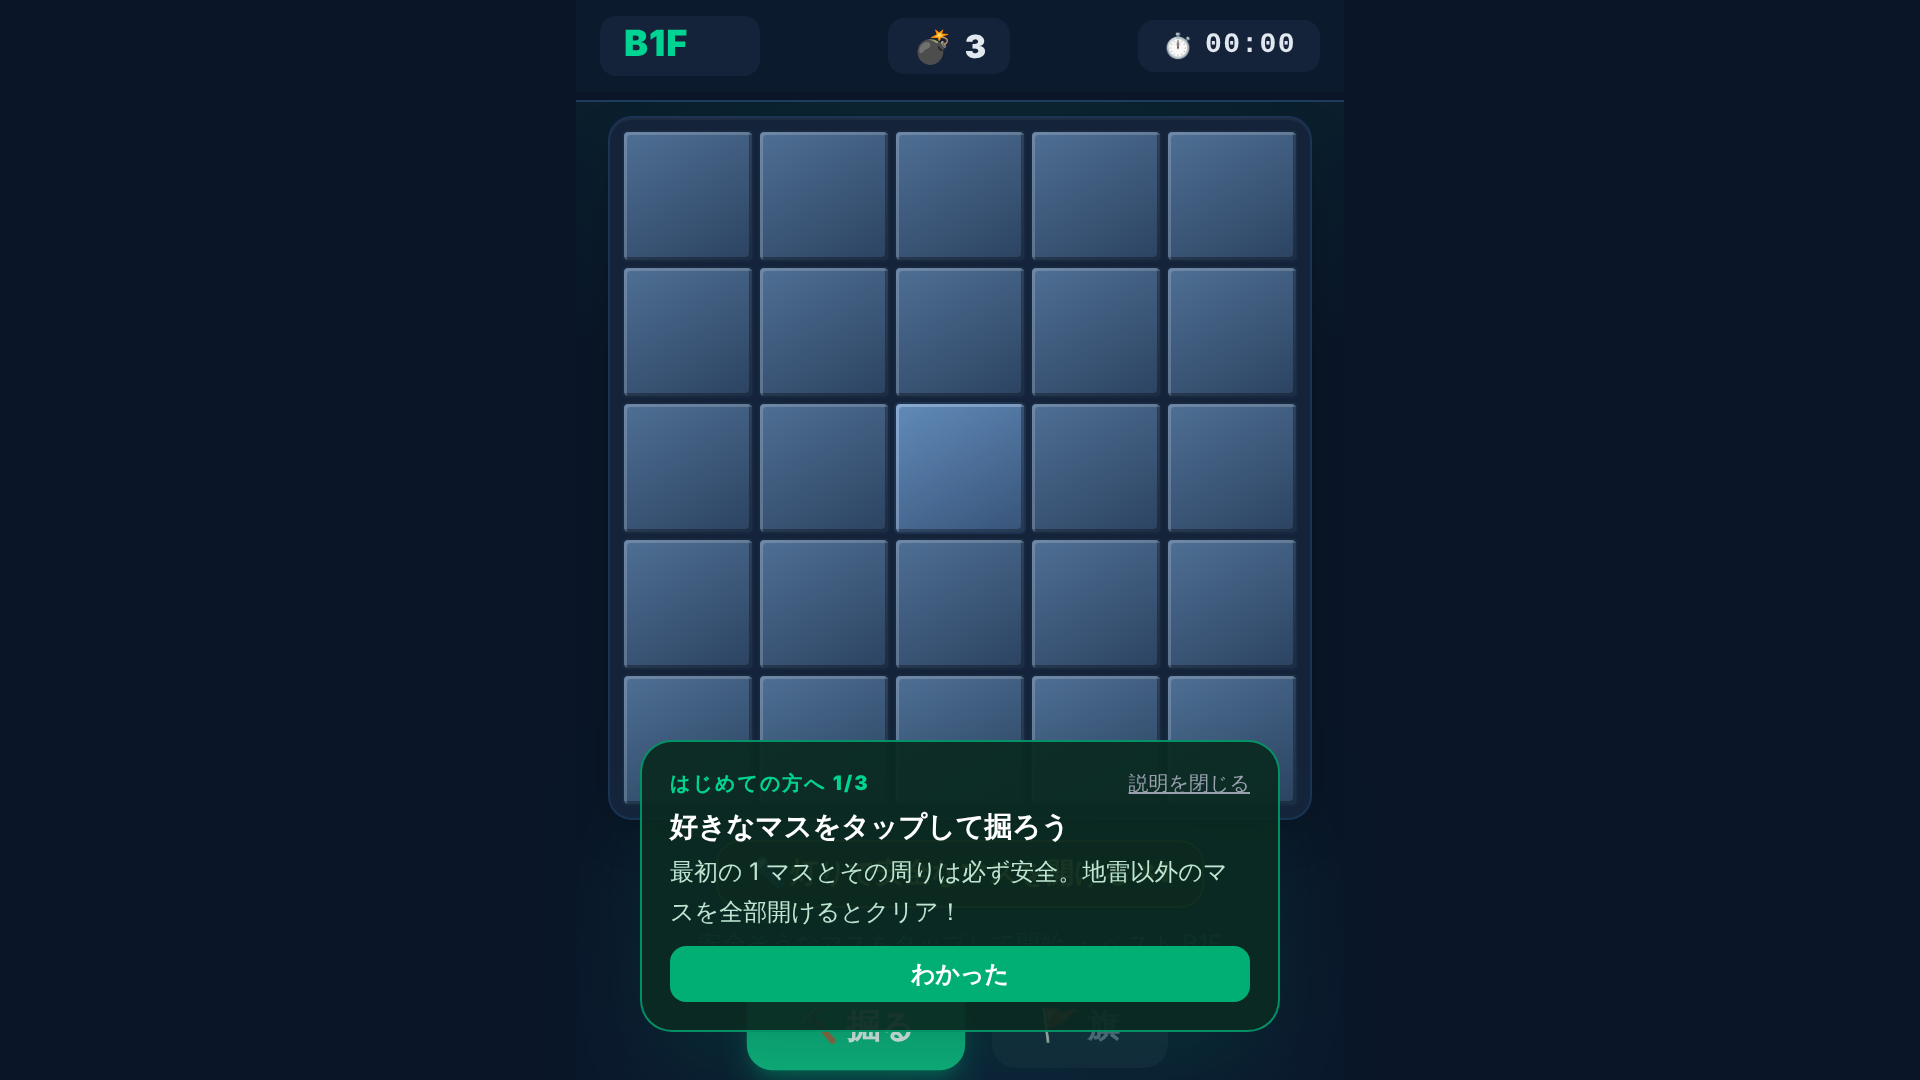 B1F
3
00:00
はじめての方へ 1/3
説明を閉じる
好きなマスをタップして掘ろう
最初の 1 マスとその周りは必ず安全。地雷以外のマ
スを全部開けるとクリア！
わかった
掘る
旗